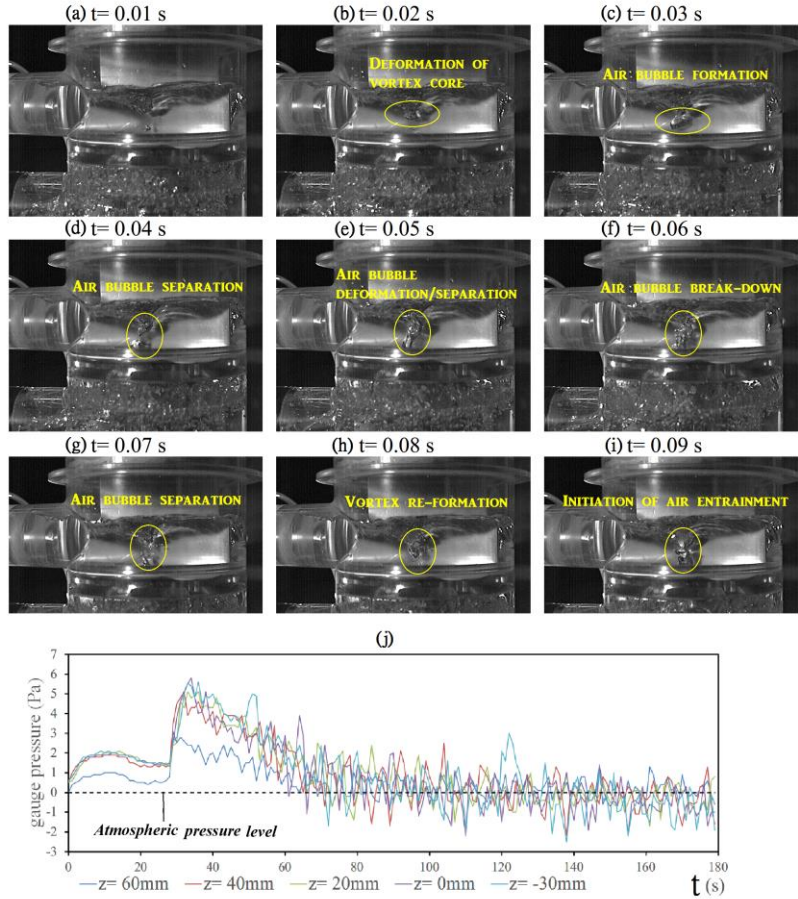 (a) t= 0.01 s
(b) t= 0.02 s
(c) t= 0.03 s
DEFORMATION OF
VORTEX CORE
AIR BUBBLE FORMATION
(d) t= 0.04 s
(e) t= 0.05 s
(f) t= 0.06 s
AIR BUBBLE SEPARATION
AIR BUBBLE
DEFORMATION/SEPARATION
AIR BUBBLE BREAK-DOWN
(g) t= 0.07 s
(h) t= 0.08 s
(i) t= 0.09 s
AIR BUBBLE SEPARATION
VORTEX RE-FORMATION
INITIATION OF AIR ENTRAINMENT
(j)
gauge pressure (Pa)
7
6
5
4
3
2
1
0
-1
-2
-3
Atmospheric pressure level
0 20 40 60 80 100 120 140 160 180
z= 60mm z= 40mm z= 20mm z= 0mm z= -30mm
t (s)